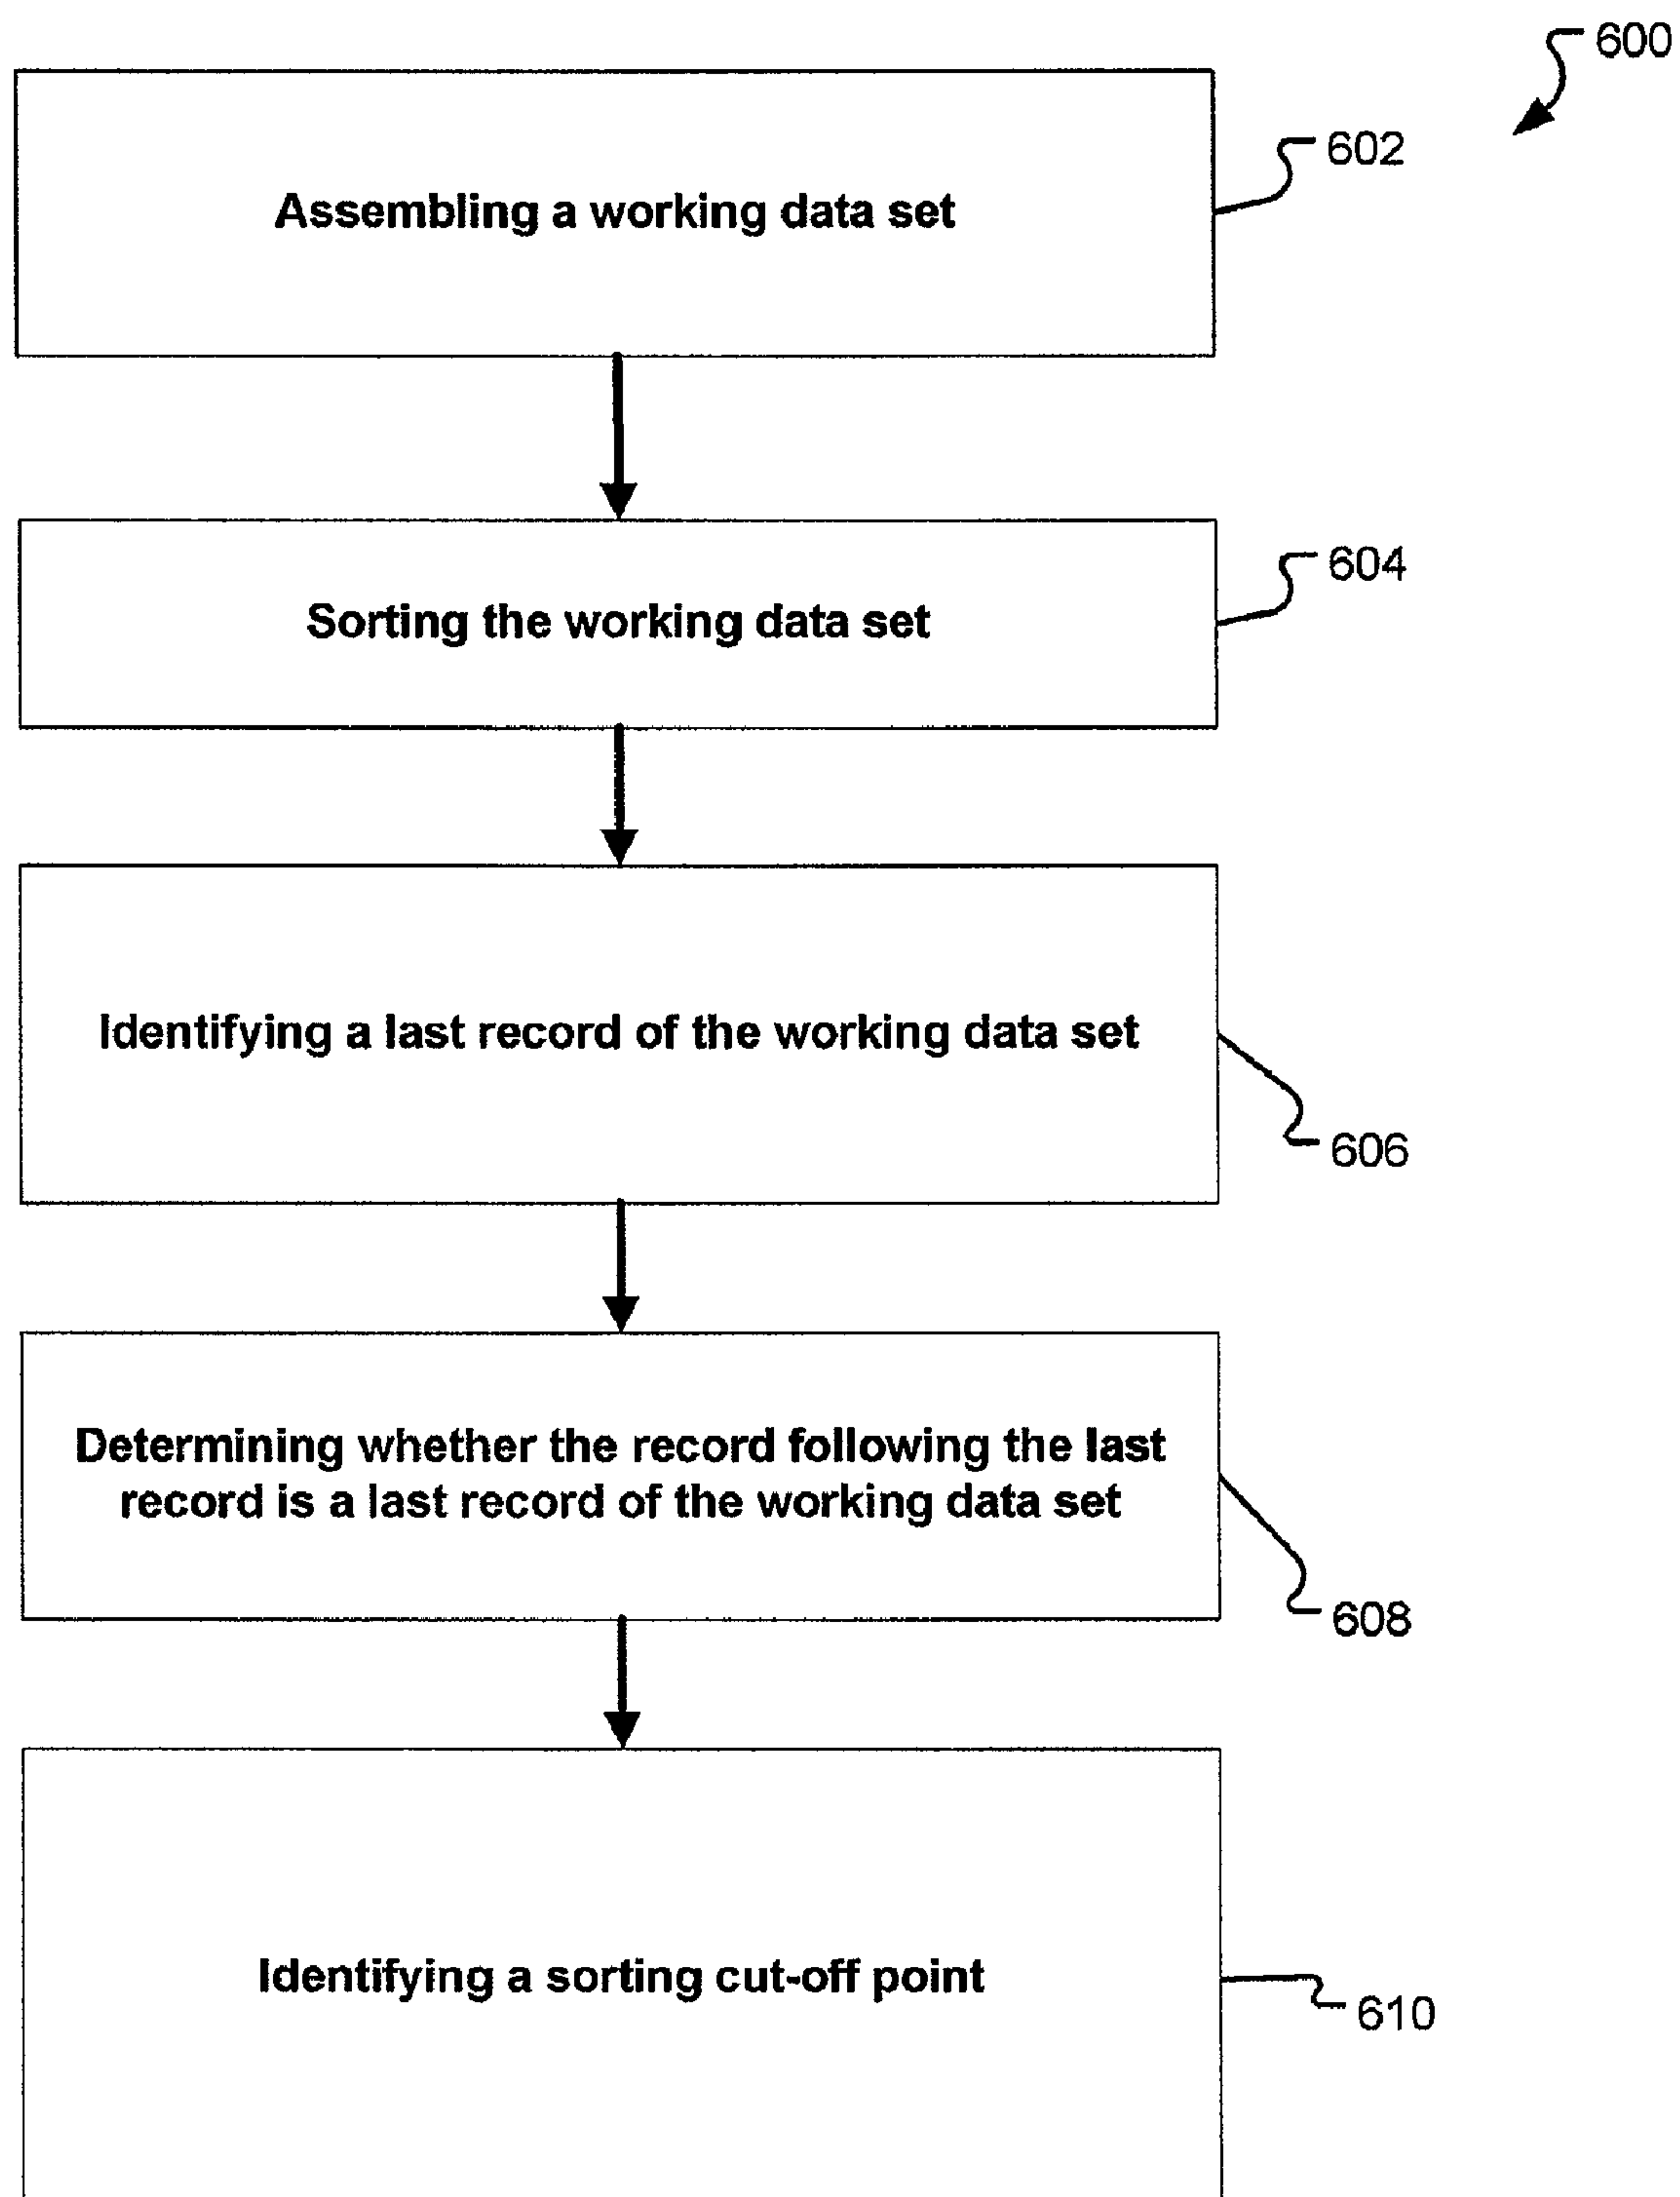 600
602
Assembling a working data set
604
Sorting the working data set
Identifying a last record of the working data set
606
Determining whether the record following the last
record is a last record of the working data set
608
Identifying a sorting cut-off point
610